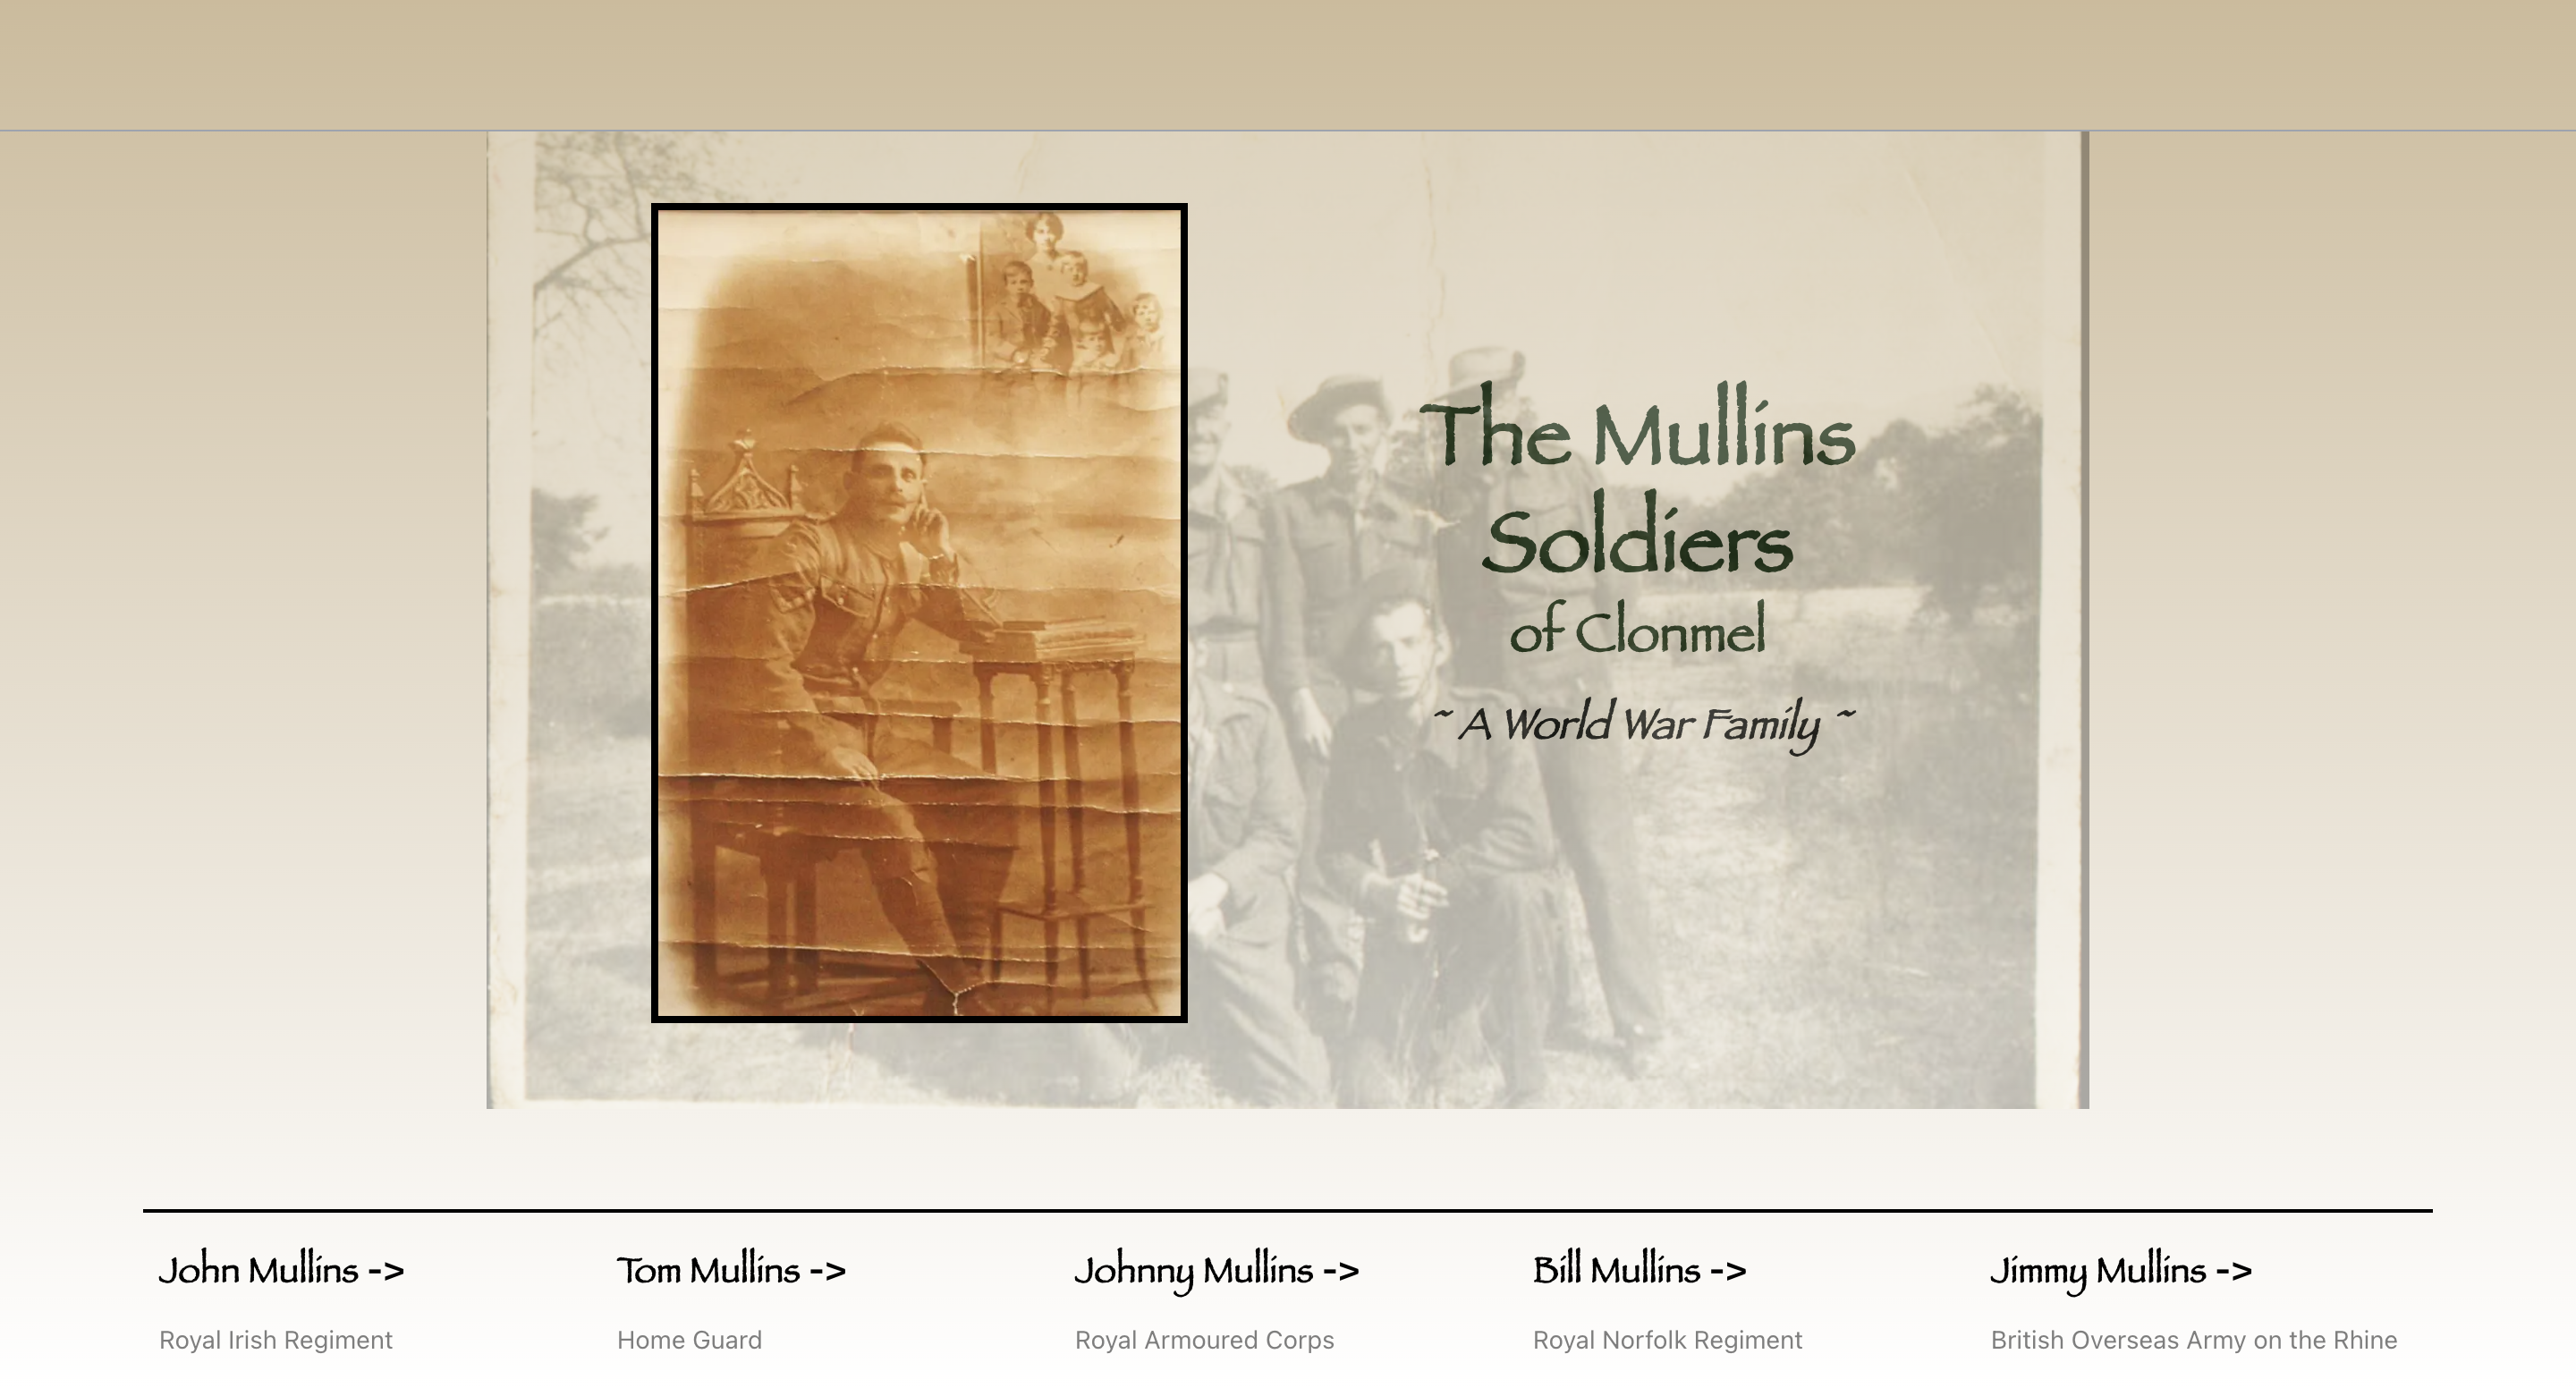 The Mullins
Soldiers
of Clonmel
~ A World War Family ~
John Mullins ->
Royal Irish Regiment
Tom Mullins ->
Home Guard
Johnny Mullins ->
Royal Armoured Corps
Bill Mullins ->
Royal Norfolk Regiment
Jimmy Mullins ->
British Overseas Army on the Rhine